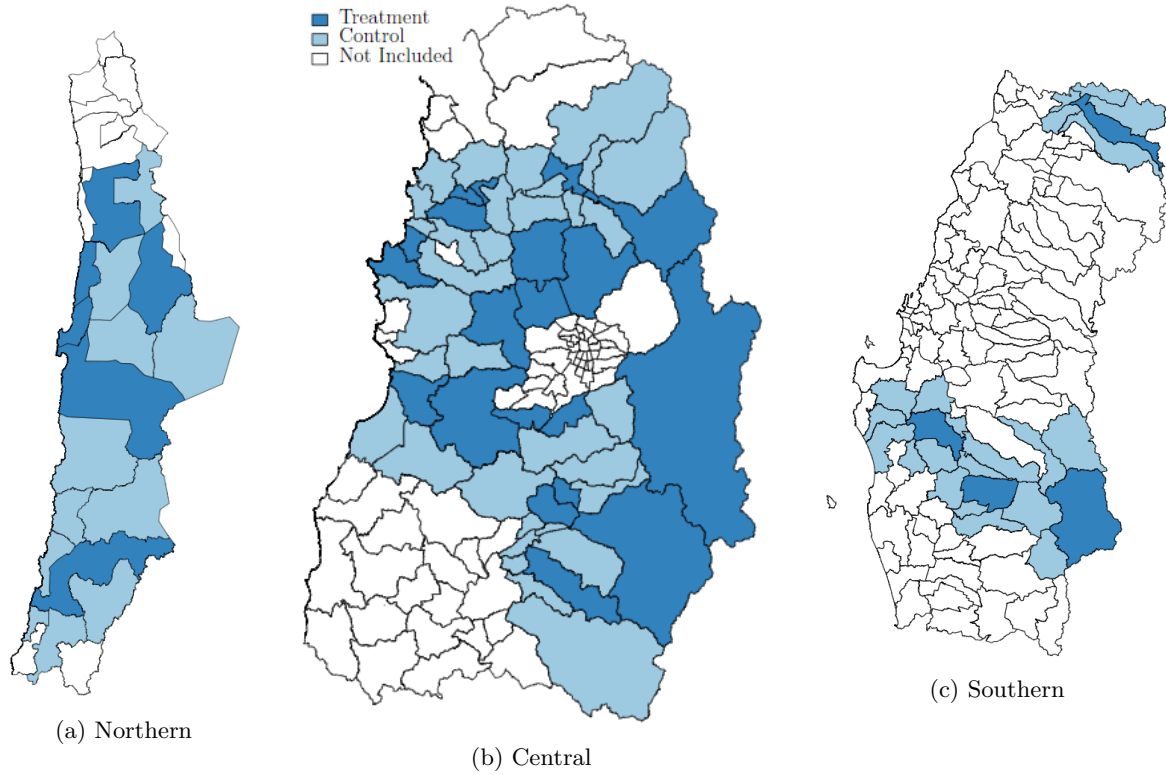 Treatment
Control
Not Included
(a) Northern
(b) Central
(c) Southern